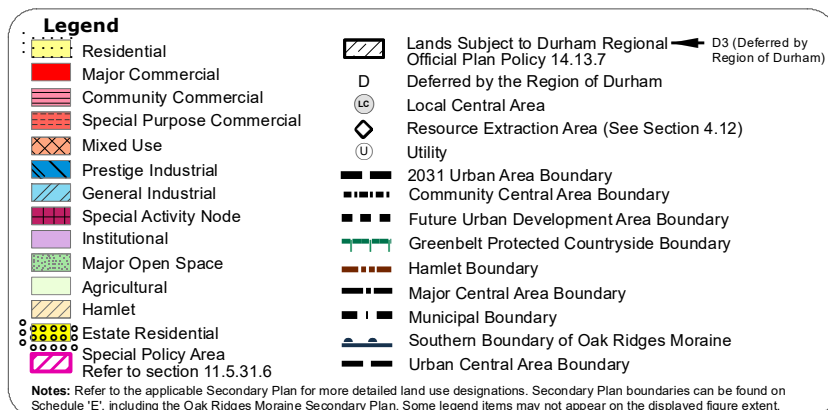 Legend
Residential
Major Commercial
Community Commercial
Special Purpose Commercial
Mixed Use
Prestige Industrial
General Industrial
Special Activity Node
Institutional
Major Open Space
Agricultural
Hamlet
Estate Residential
Special Policy Area
Refer to section 11.5.31.6
Lands Subject to Durham Regional
Official Plan Policy 14.13.7
D3 (Deferred by
Region of Durham)
D Deferred by the Region of Durham
LC Local Central Area
Resource Extraction Area (See Section 4.12)
U Utility
2031 Urban Area Boundary
Community Central Area Boundary
Future Urban Development Area Boundary
Greenbelt Protected Countryside Boundary
Hamlet Boundary
Major Central Area Boundary
Municipal Boundary
Southern Boundary of Oak Ridges Moraine
Urban Central Area Boundary
Notes: Refer to the applicable Secondary Plan for more detailed land use designations. Secondary Plan boundaries can be found on
Schedule 'E', including the Oak Ridges Moraine Secondary Plan. Some legend items may not appear on the displayed figure extent.